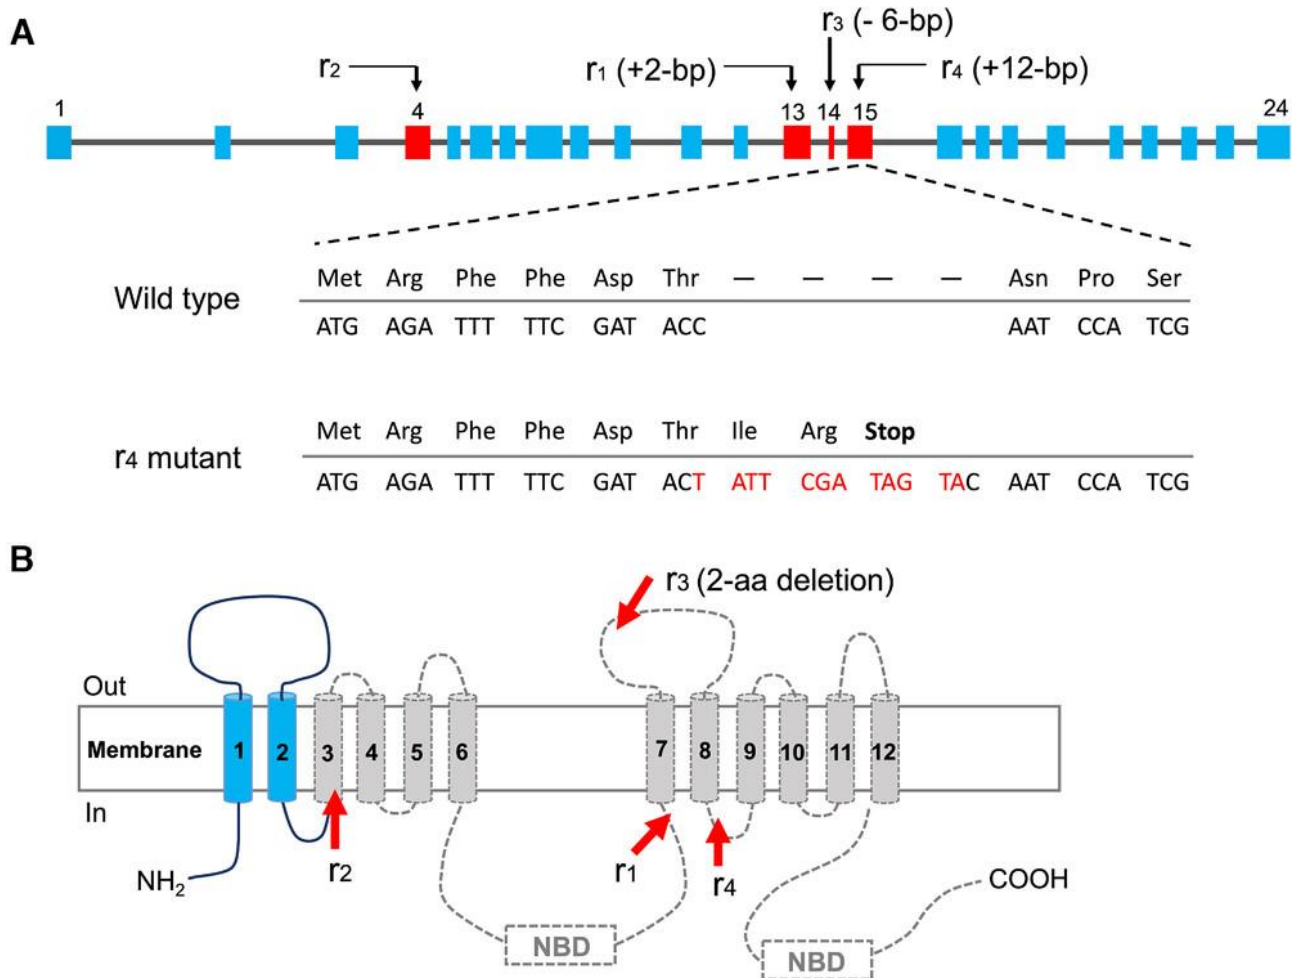 A
r3 (- 6-bp)
r2 r1 (+2-bp) r4 (+12-bp)
1 4 13 14 15 24
Met Arg Phe Phe Asp Thr — — — — Asn Pro Ser
Wild type
ATG AGA TTT TTC GAT ACC AAT CCA TCG
Met Arg Phe Phe Asp Thr Ile Arg Stop
r4 mutant
ATG AGA TTT TTC GAT ACT ATT CGA TAG TAC AAT CCA TCG
B
r3 (2-aa deletion)
Out
Membrane 1 2 3 4 5 6 7 8 9 10 11 12
In
r2 r1 r4
NH2 COOH
NBD NBD